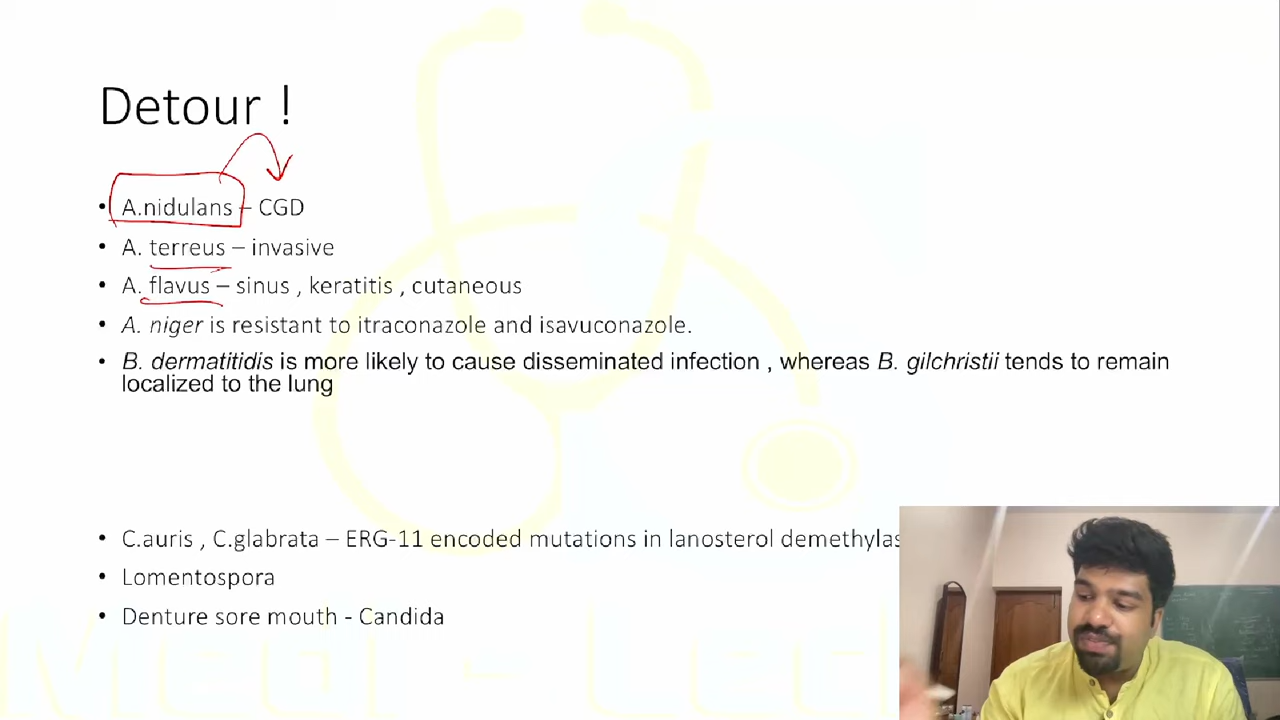 Detour !
• A.nidulans – CGD
• A. terreus – invasive
• A. flavus – sinus , keratitis , cutaneous
• A. niger is resistant to itraconazole and isavuconazole.
• B. dermatitidis is more likely to cause disseminated infection , whereas B. gilchristii tends to remain
localized to the lung
• C.auris , C.glabrata – ERG-11 encoded mutations in lanosterol demethylas
• Lomentospora
• Denture sore mouth - Candida